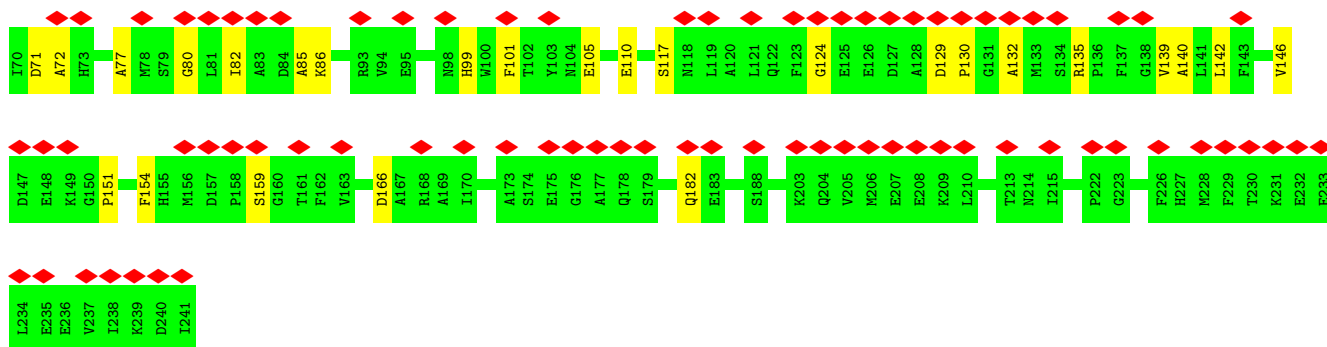 I70 D71 A72 H73 A77 M78 S79 G80 L81 I82 A83 D84 A85 K86 R93 V94 E95 N98 H99 W100 F101 T102 Y103 N104 E105 E110 S117 N118 L119 A120 L121 Q122 F123 G124 E125 E126 D127 A128 D129 P130 G131 A132 M133 S134 R135 P136 F137 G138 V139 A140 L141 L142 F143 V146
D147 E148 K149 G150 P151 F154 H155 M156 D157 P158 S159 G160 T161 F162 V163 D166 A167 R168 A169 I170 A173 S174 E175 G176 A177 Q178 S179 Q182 E183 S188 K203 Q204 V205 M206 E207 E208 K209 L210 T213 N214 I215 P222 G223 F226 H227 M228 F229 T230 K231 E232 F233
L234 E235 E236 V237 I238 K239 D240 I241